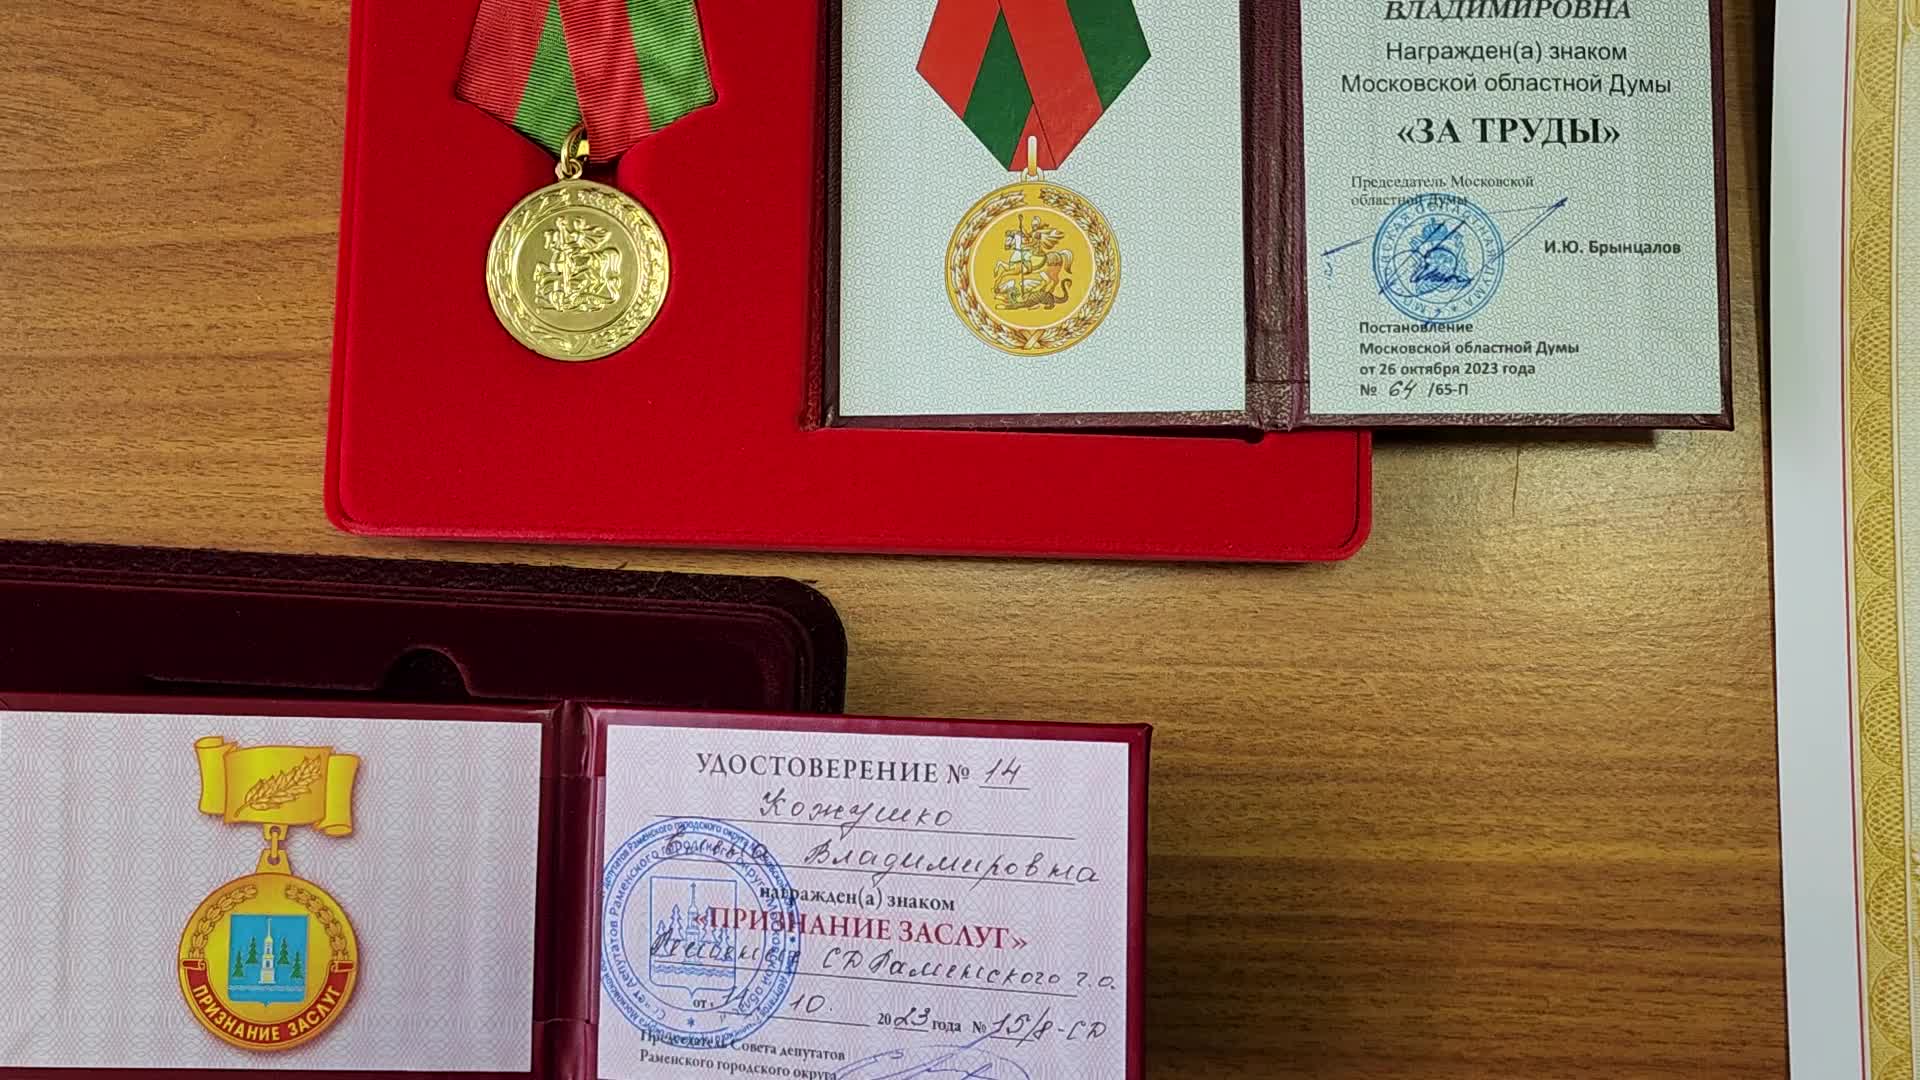 ВЛАДИМИРОВНА
Награжден(а) знаком
Московской областной Думы
«ЗА ТРУДЫ»
Председатель Московской
областной Думы
И.Ю. Брынцалов
Постановление
Московской областной Думы
от 26 октября 2023 года
№ 64 /65-П
ПРИЗНАНИЕ ЗАСЛУГ
УДОСТОВЕРЕНИЕ № 14
Кожушко
Владимировна
награжден(а) знаком
«ПРИЗНАНИЕ ЗАСЛУГ»
СД Раменского г.о.
от 10. 2023 года № 15/8-СД
Председатель Совета депутатов
Раменского городского округа